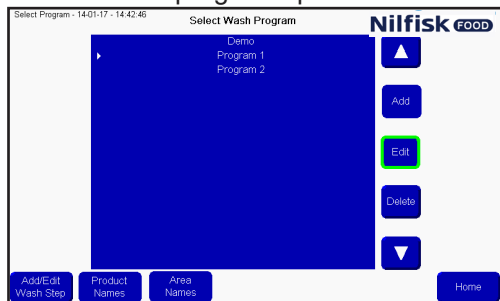 Select Program - 14-01-17 - 14:42:46
Select Wash Program
Nilfisk FOOD
Demo
Program 1
Program 2
Add
Edit
Delete
Add/Edit
Wash Step
Product
Names
Area
Names
Home